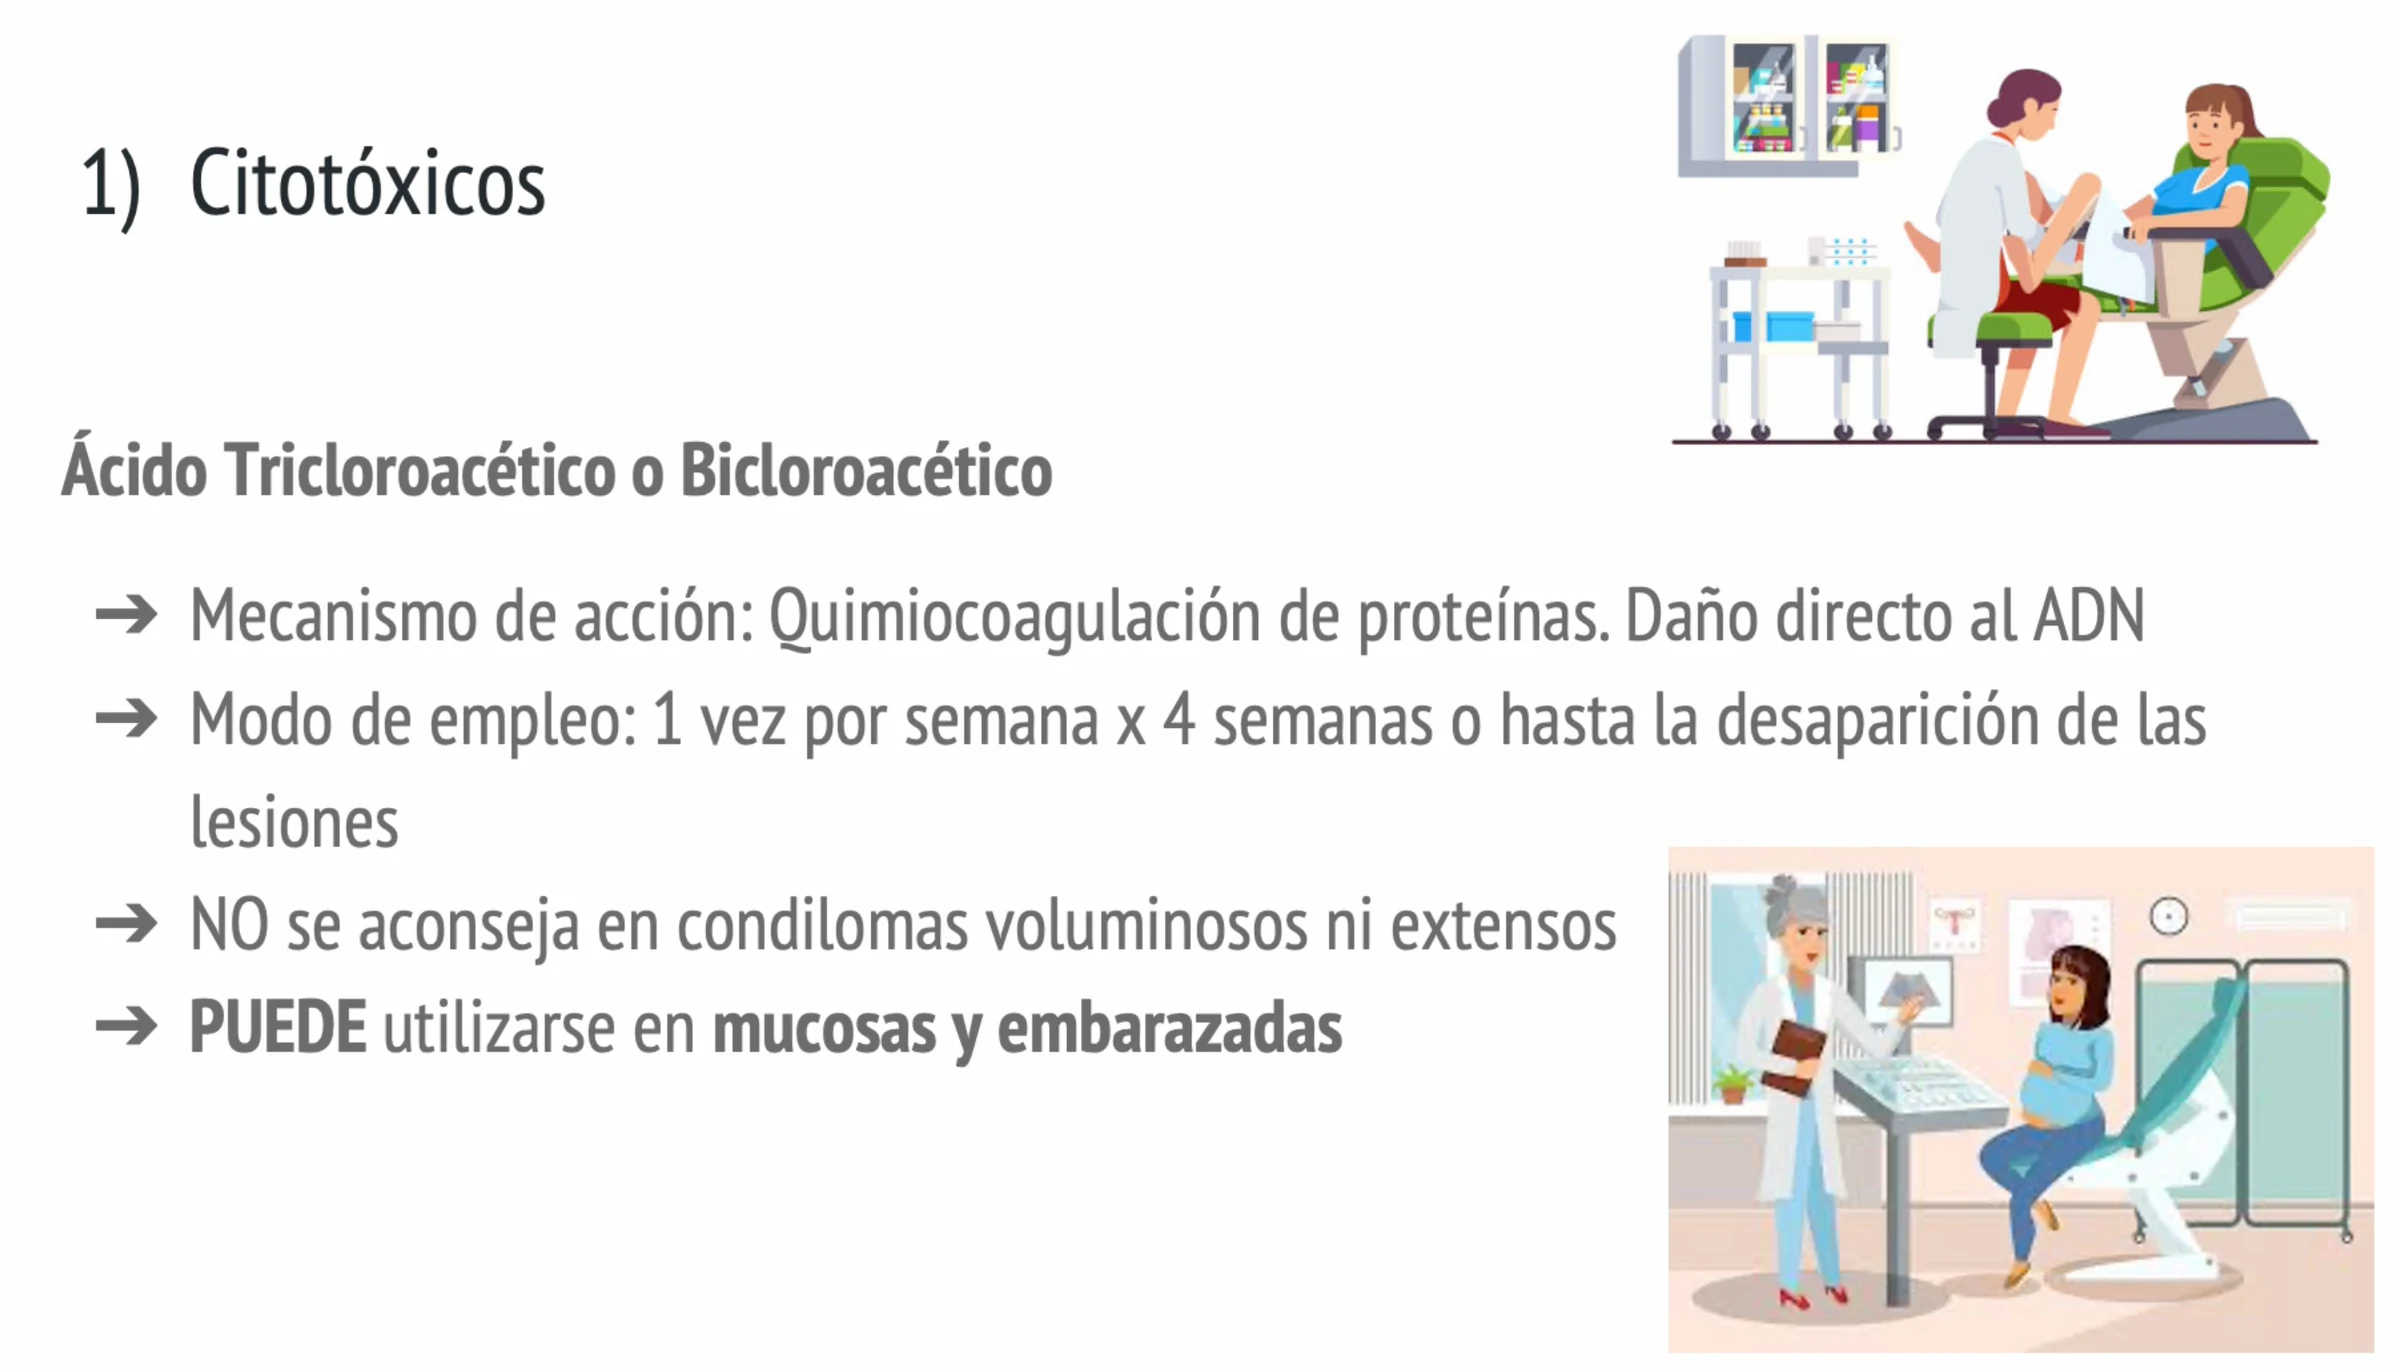 1) Citotóxicos
Ácido Tricloroacético o Bicloroacético
➔ Mecanismo de acción: Quimiocoagulación de proteínas. Daño directo al ADN
➔ Modo de empleo: 1 vez por semana x 4 semanas o hasta la desaparición de las
lesiones
➔ NO se aconseja en condilomas voluminosos ni extensos
➔ PUEDE utilizarse en mucosas y embarazadas